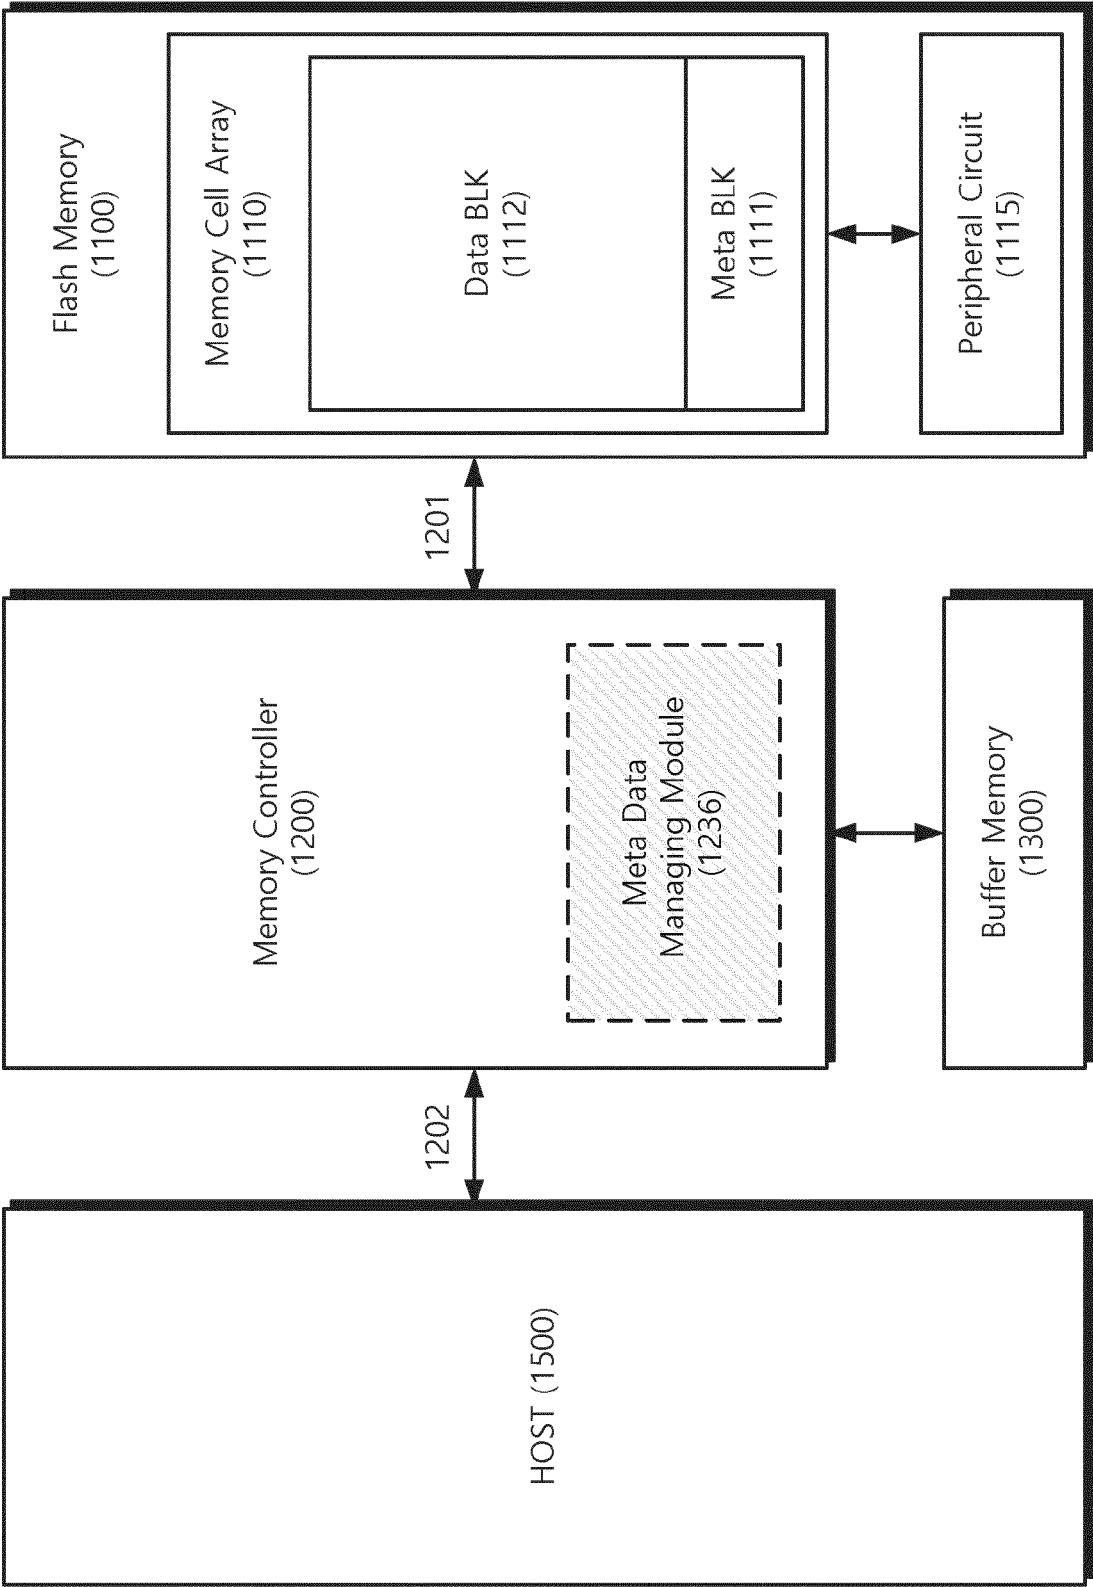 HOST (1500)
1202
Memory Controller
(1200)
Meta Data
Managing Module
(1236)
Buffer Memory
(1300)
1201
Flash Memory
(1100)
Memory Cell Array
(1110)
Data BLK
(1112)
Meta BLK
(1111)
Peripheral Circuit
(1115)